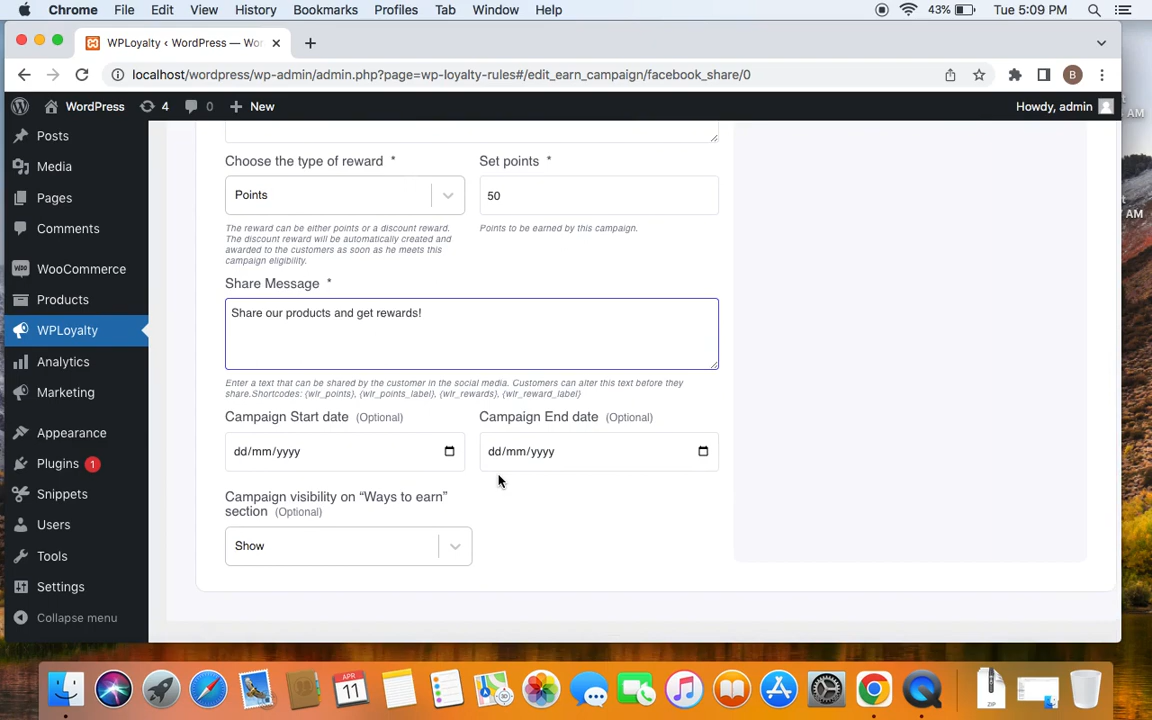 Chrome File Edit View History Bookmarks Profiles Tab Window Help 43% Tue 5:09 PM
WPLoyalty ‹ WordPress — Wor
localhost/wordpress/wp-admin/admin.php?page=wp-loyalty-rules#/edit_earn_campaign/facebook_share/0 B
WordPress 4 0 New Howdy, admin
AM
Posts
Media
Pages
Comments
WooCommerce
Products
WPLoyalty
Analytics
Marketing
Appearance
Plugins 1
Snippets
Users
Tools
Settings
Collapse menu
Choose the type of reward * Set points *
Points 50
The reward can be either points or a discount reward. Points to be earned by this campaign.
The discount reward will be automatically created and
awarded to the customers as soon as he meets this
campaign eligibility.
Share Message *
Share our products and get rewards!
Enter a text that can be shared by the customer in the social media. Customers can alter this text before they
share.Shortcodes: {wlr_points}, {wlr_points_label}, {wlr_rewards}, {wlr_reward_label}
Campaign Start date (Optional) Campaign End date (Optional)
dd/mm/yyyy dd/mm/yyyy
Campaign visibility on “Ways to earn”
section (Optional)
Show
AM
APR
11
ZIP